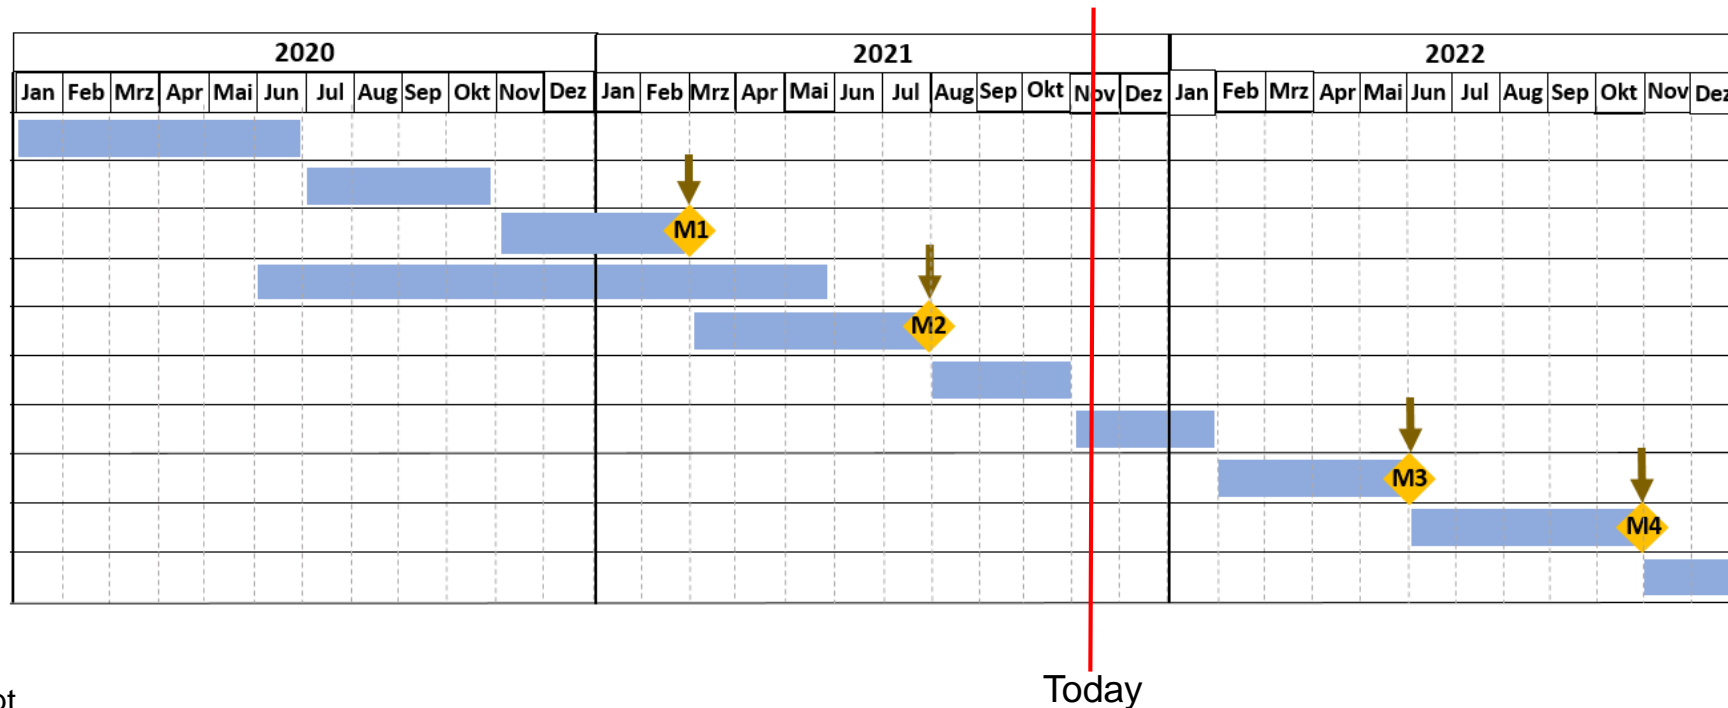 2020 2021 2022
Jan Feb Mrz Apr Mai Jun Jul Aug Sep Okt Nov Dez Jan Feb Mrz Apr Mai Jun Jul Aug Sep Okt Nov Dez Jan Feb Mrz Apr Mai Jun Jul Aug Sep Okt Nov Dez
M1
M2
M3
M4
Today